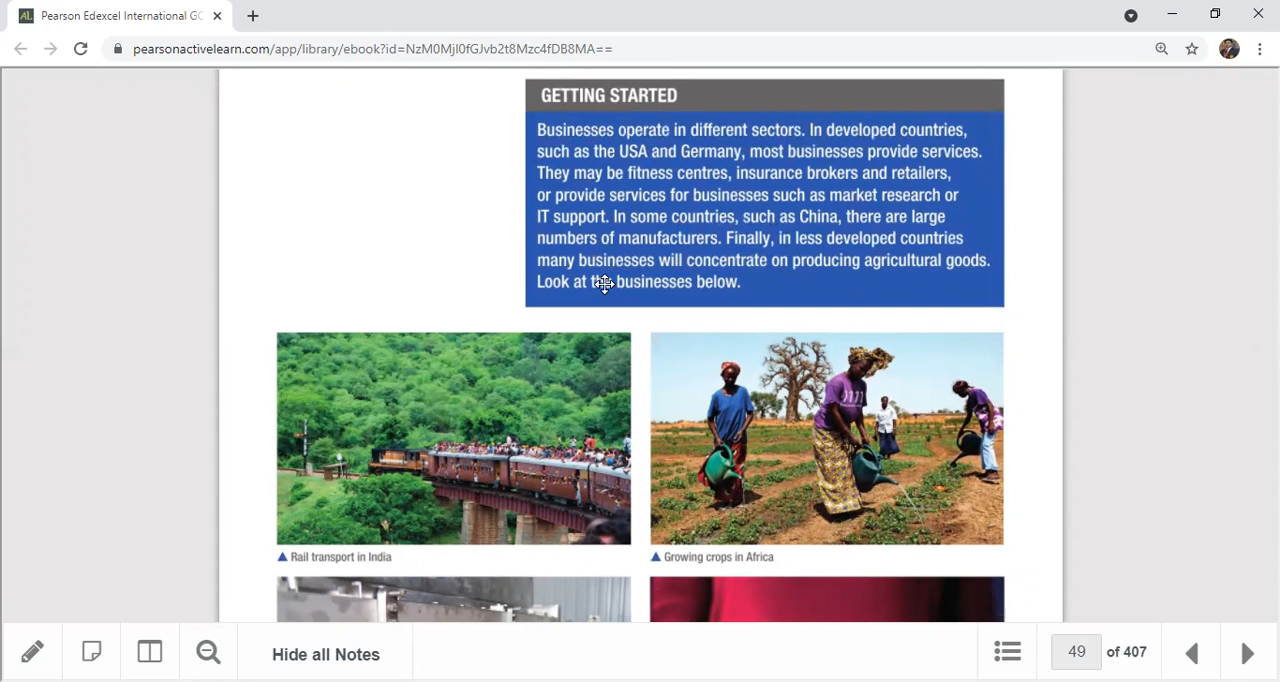 Pearson Edexcel International GC
pearsonactivelearn.com/app/library/ebook?id=NzM0Mjl0fGJvb2t8Mzc4fDB8MA==
GETTING STARTED
Businesses operate in different sectors. In developed countries,
such as the USA and Germany, most businesses provide services.
They may be fitness centres, insurance brokers and retailers,
or provide services for businesses such as market research or
IT support. In some countries, such as China, there are large
numbers of manufacturers. Finally, in less developed countries
many businesses will concentrate on producing agricultural goods.
Look at the businesses below.
Rail transport in India
Growing crops in Africa
Hide all Notes
49 of 407